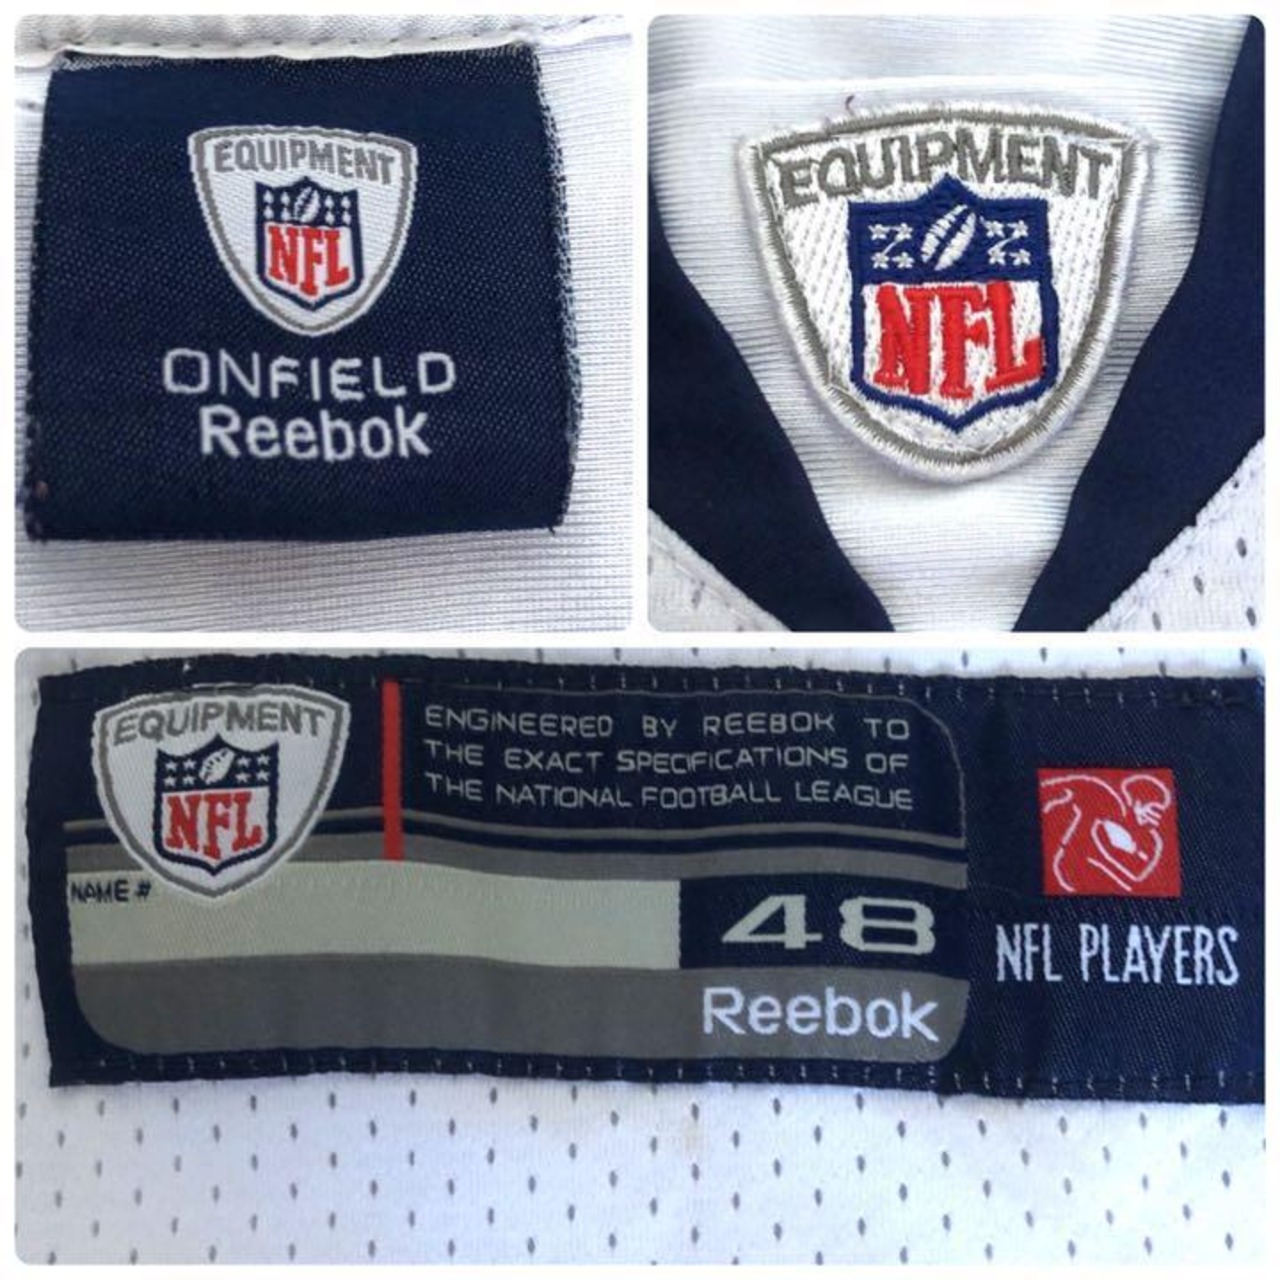 EQUIPMENT
NFL
ONFIELD
Reebok
EQUIPMENT
NFL
EQUIPMENT
NFL
ENGINEERED BY REEBOK TO
THE EXACT SPECIFICATIONS OF
THE NATIONAL FOOTBALL LEAGUE
NAME #
48
Reebok
NFL PLAYERS